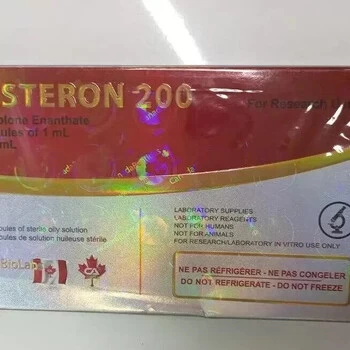 STERON 200
For Research
olone Enanthate
ules of 1 mL
mL
oules of sterile oily solution
oules de solution huileuse stérile
LABORATORY SUPPLIES
LABORATORY REAGENTS
NOT FOR HUMANS
NOT FOR ANIMALS
FOR RESEARCH/LABORATORY IN VITRO USE ONLY
BioLab
CA
NE PAS RÉFRIGÉRER - NE PAS CONGELER
DO NOT REFRIGERATE - DO NOT FREEZE